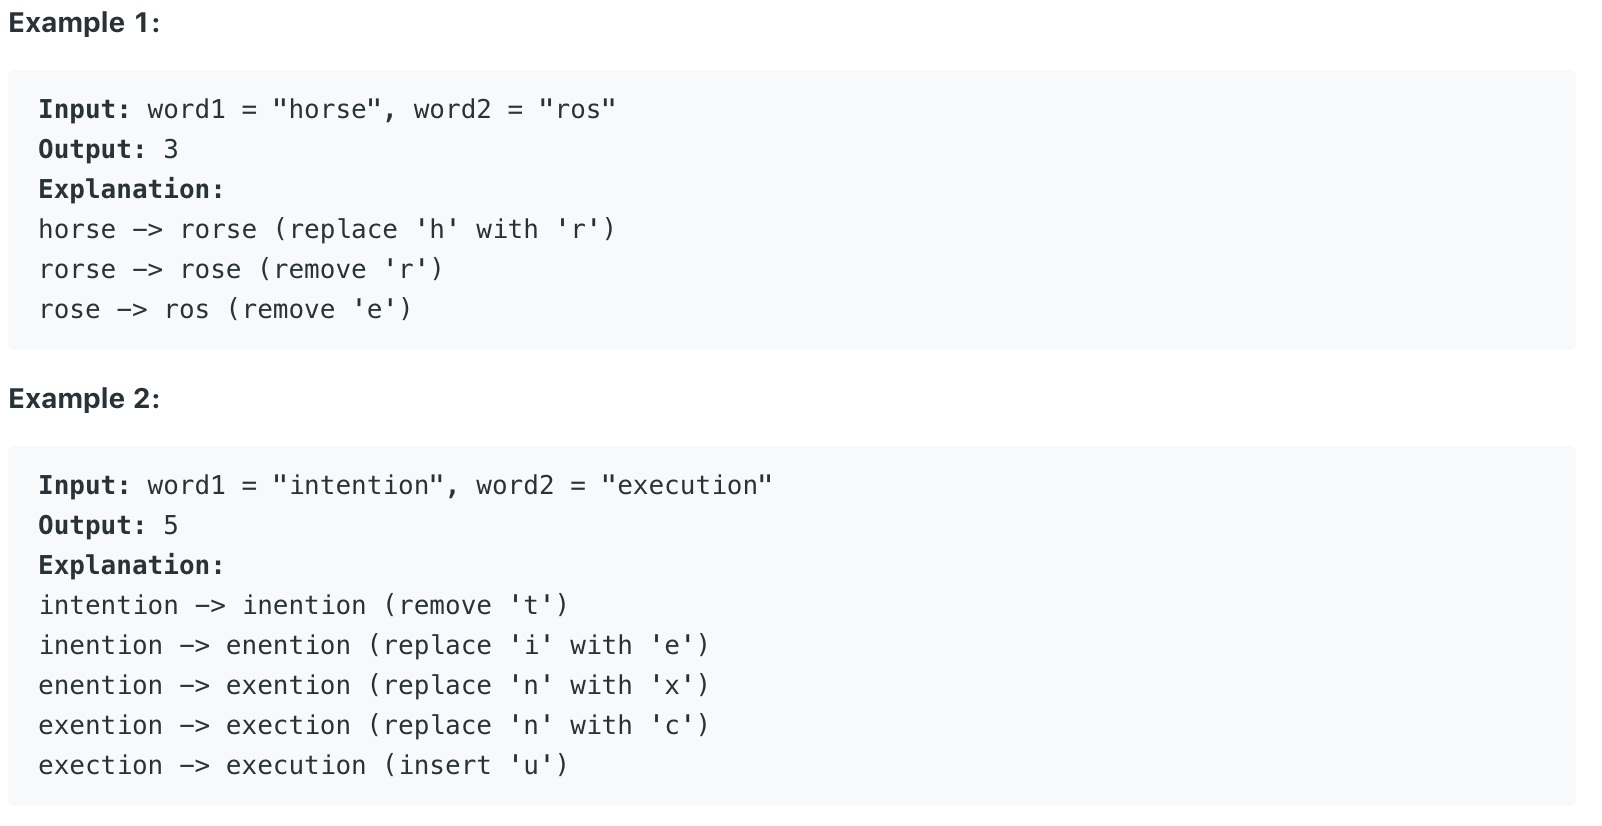 Example 1:
Input: word1 = "horse", word2 = "ros"
Output: 3
Explanation:
horse -> rorse (replace 'h' with 'r')
rorse -> rose (remove 'r')
rose -> ros (remove 'e')
Example 2:
Input: word1 = "intention", word2 = "execution"
Output: 5
Explanation:
intention -> inention (remove 't')
inention -> enention (replace 'i' with 'e')
enention -> exention (replace 'n' with 'x')
exention -> exection (replace 'n' with 'c')
exection -> execution (insert 'u')